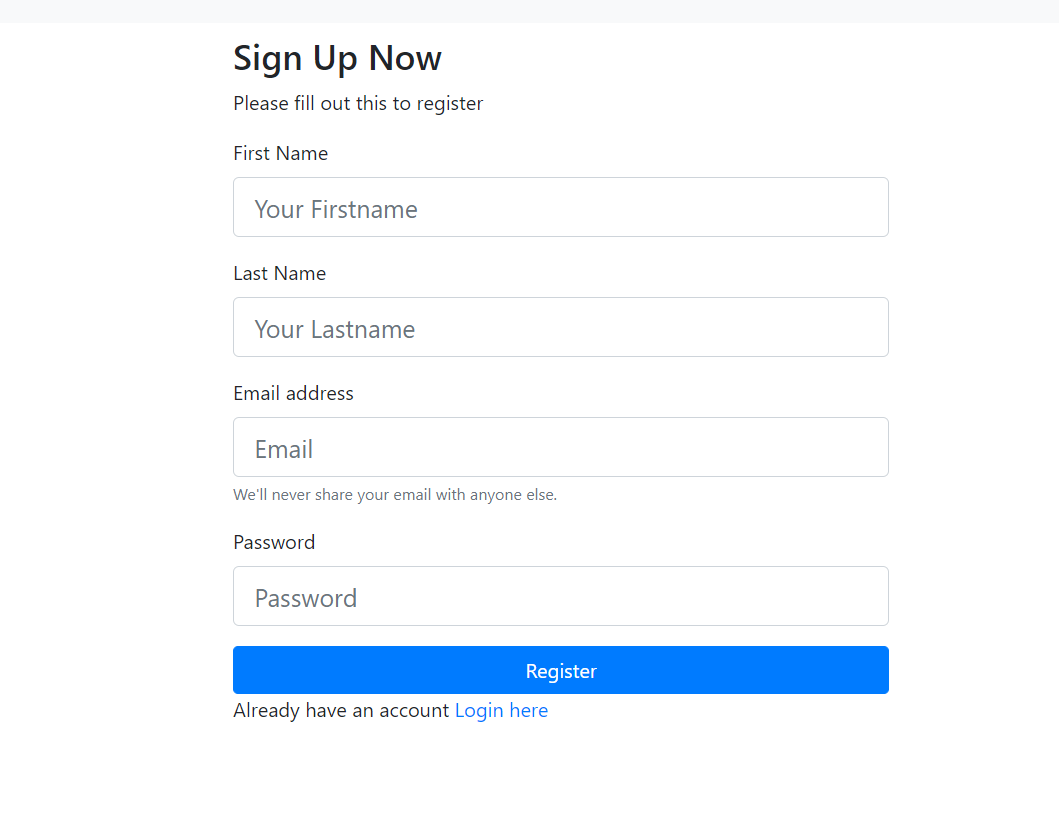 Sign Up Now
Please fill out this to register
First Name
Your Firstname
Last Name
Your Lastname
Email address
Email
We'll never share your email with anyone else.
Password
Password
Register
Already have an account Login here